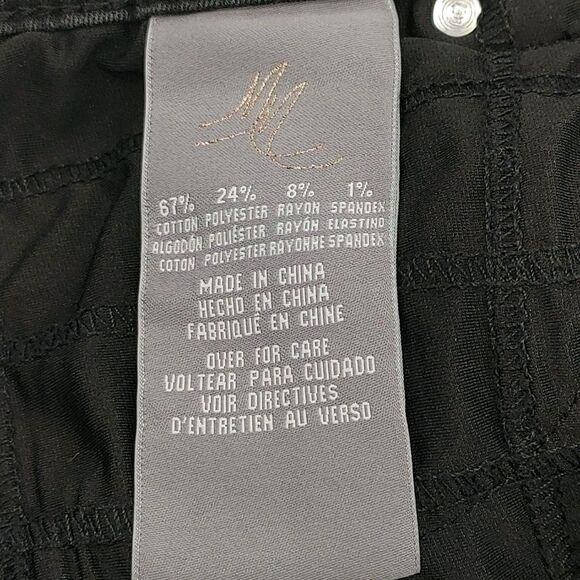 67% 24% 8% 1%
COTTON POLYESTER RAYON SPANDEX
ALGODÓN POLIÉSTER RAYÓN ELASTINO
COTON POLYESTER RAYONNE SPANDEX
MADE IN CHINA
HECHO EN CHINA
FABRIQUÉ EN CHINE
OVER FOR CARE
VOLTEAR PARA CUIDADO
VOIR DIRECTIVES
D'ENTRETIEN AU VERSO